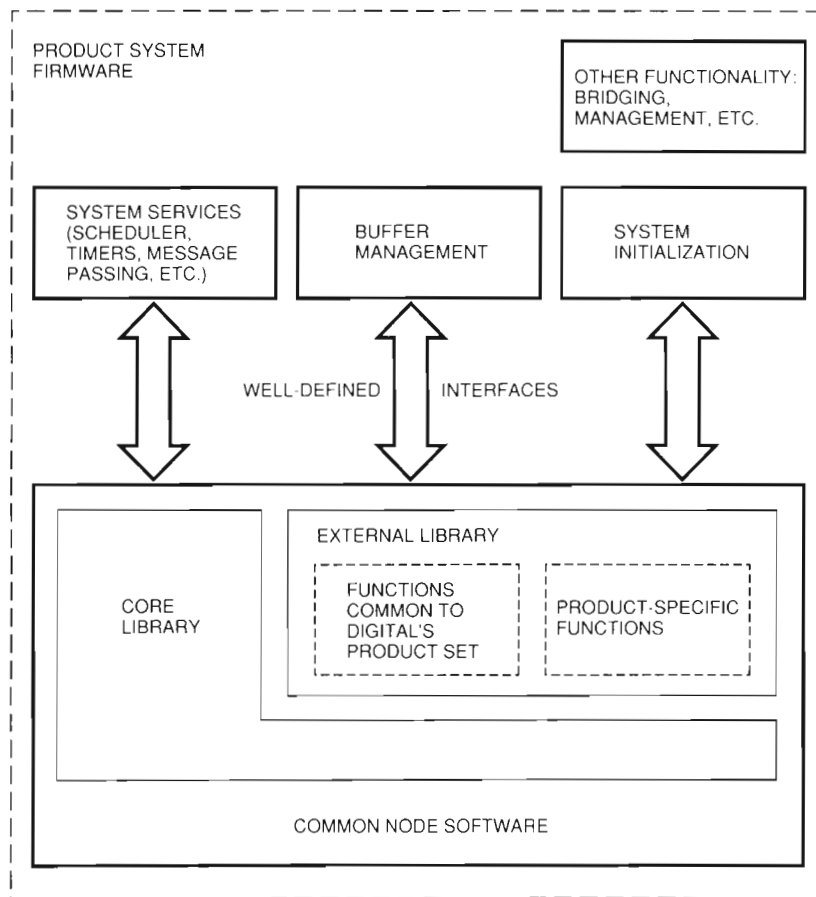 PRODUCT SYSTEM
FIRMWARE
OTHER FUNCTIONALITY:
BRIDGING,
MANAGEMENT, ETC.
SYSTEM SERVICES
(SCHEDULER,
TIMERS, MESSAGE
PASSING, ETC.)
BUFFER
MANAGEMENT
SYSTEM
INITIALIZATION
WELL-DEFINED INTERFACES
CORE
LIBRARY
EXTERNAL LIBRARY
FUNCTIONS
COMMON TO
DIGITAL'S
PRODUCT SET
PRODUCT-SPECIFIC
FUNCTIONS
COMMON NODE SOFTWARE